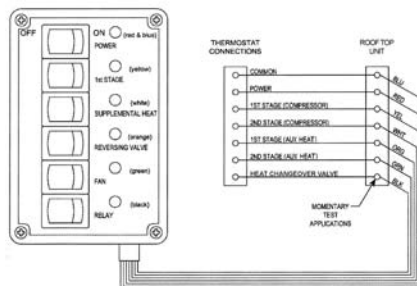 OFF
ON (red & blue)
POWER
(yellow)
1st STAGE
(white)
SUPPLEMENTAL HEAT
(orange)
REVERSING VALVE
(green)
FAN
(black)
RELAY
THERMOSTAT
CONNECTIONS
ROOFTOP
UNIT
COMMON
POWER
1ST STAGE (COMPRESSOR)
2ND STAGE (COMPRESSOR)
1ST STAGE (AUX HEAT)
2ND STAGE (AUX HEAT)
HEAT CHANGEOVER VALVE
BLU
RED
YEL
WHT
ORG
GRN
BLK
MOMENTARY
TEST
APPLICATIONS